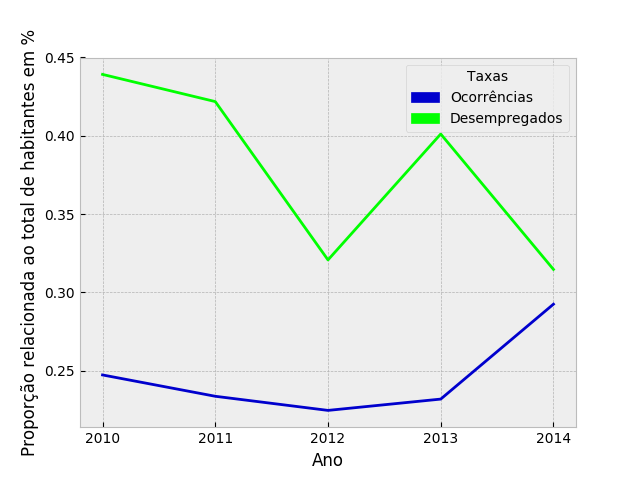 Proporção relacionada ao total de habitantes em %
0.45
0.40
0.35
0.30
0.25
Taxas
Ocorrências
Desempregados
2010 2011 2012 2013 2014
Ano